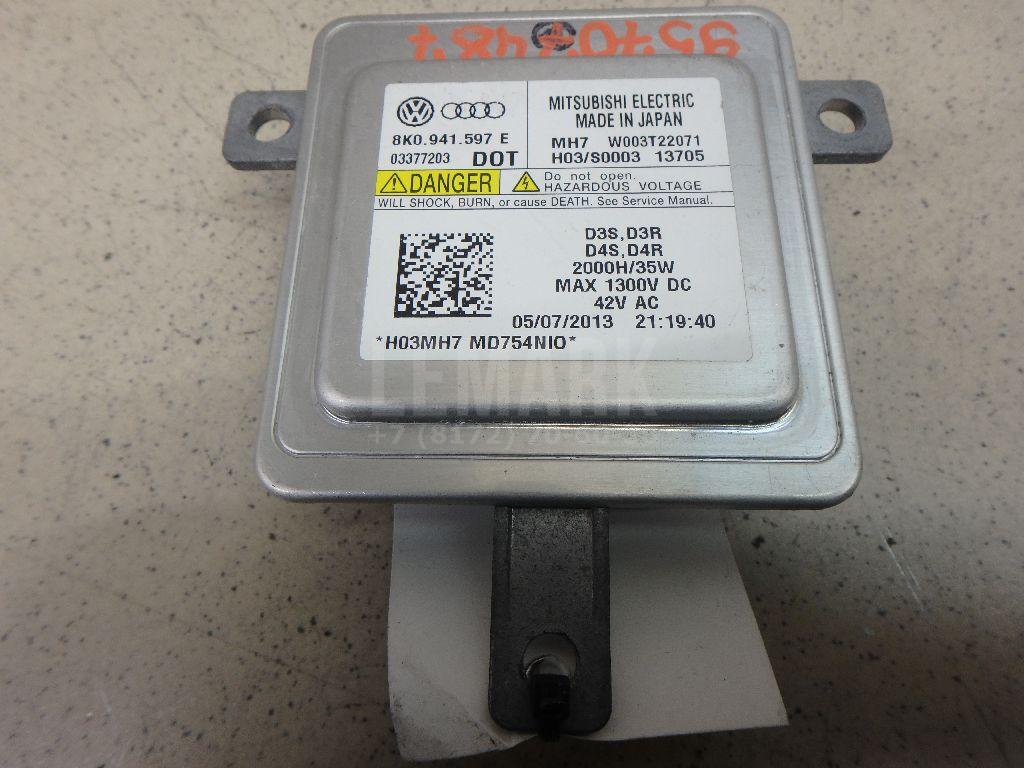 MITSUBISHI ELECTRIC
MADE IN JAPAN
8K0.941.597 E
03377203 DOT
MH7 W003T22071
H03/S0003 13705
DANGER
Do not open.
HAZARDOUS VOLTAGE
WILL SHOCK, BURN, or cause DEATH. See Service Manual.
D3S,D3R
D4S,D4R
2000H/35W
MAX 1300V DC
42V AC
05/07/2013 21:19:40
*H03MH7 MD754NIO*
LEMARK
+7 (8172)